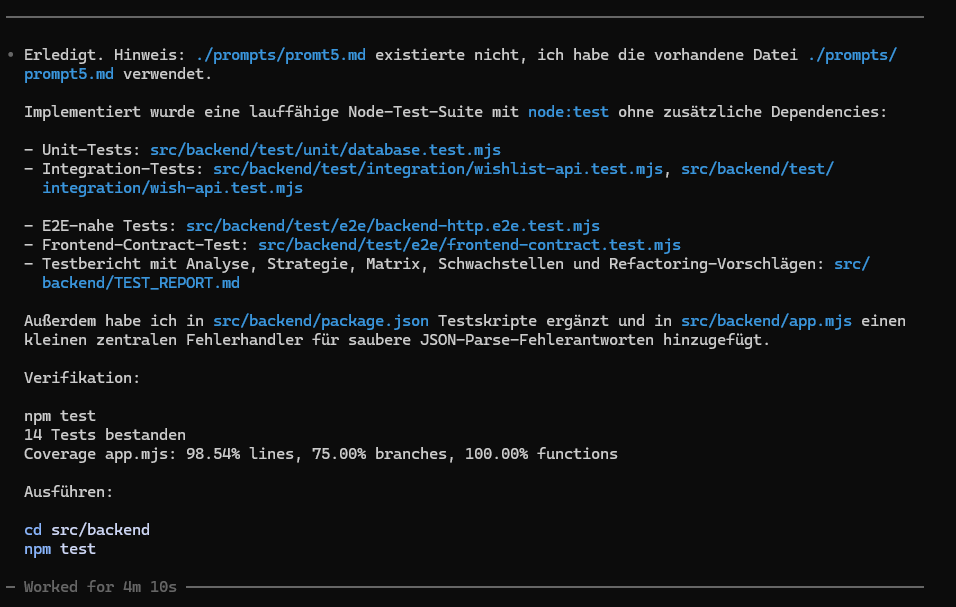 • Erledigt. Hinweis: ./prompts/promt5.md existierte nicht, ich habe die vorhandene Datei ./prompts/
prompt5.md verwendet.
Implementiert wurde eine lauffähige Node-Test-Suite mit node:test ohne zusätzliche Dependencies:
- Unit-Tests: src/backend/test/unit/database.test.mjs
- Integration-Tests: src/backend/test/integration/wishlist-api.test.mjs, src/backend/test/
integration/wish-api.test.mjs
- E2E-nahe Tests: src/backend/test/e2e/backend-http.e2e.test.mjs
- Frontend-Contract-Test: src/backend/test/e2e/frontend-contract.test.mjs
- Testbericht mit Analyse, Strategie, Matrix, Schwachstellen und Refactoring-Vorschlägen: src/
backend/TEST_REPORT.md
Außerdem habe ich in src/backend/package.json Testskripte ergänzt und in src/backend/app.mjs einen
kleinen zentralen Fehlerhandler für saubere JSON-Parse-Fehlerantworten hinzugefügt.
Verifikation:
npm test
14 Tests bestanden
Coverage app.mjs: 98.54% lines, 75.00% branches, 100.00% functions
Ausführen:
cd src/backend
npm test
─ Worked for 4m 10s ─